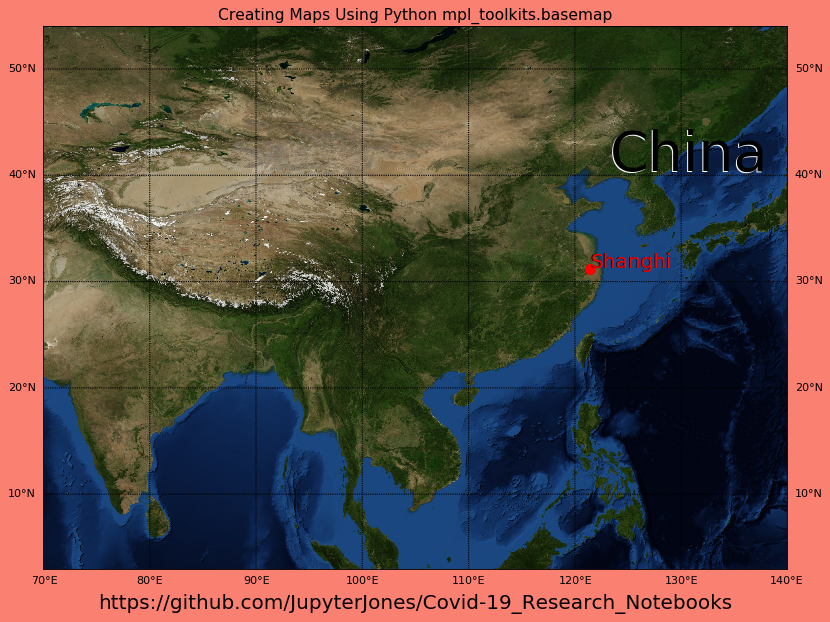 Creating Maps Using Python mpl_toolkits.basemap
50°N 50°N
China
40°N 40°N
Shanghi
30°N 30°N
20°N 20°N
10°N 10°N
70°E 80°E 90°E 100°E 110°E 120°E 130°E 140°E
https://github.com/JupyterJones/Covid-19_Research_Notebooks